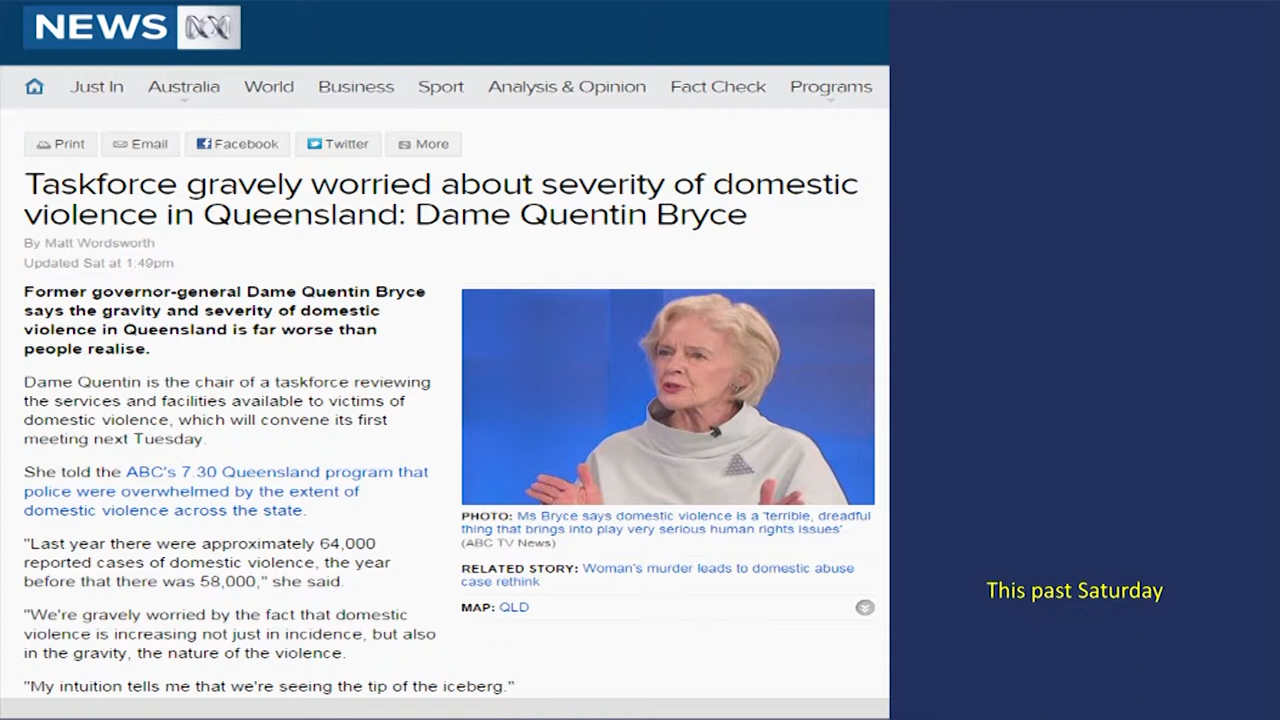 NEWS
Just In Australia World Business Sport Analysis & Opinion Fact Check Programs
Print Email Facebook Twitter More
Taskforce gravely worried about severity of domestic
violence in Queensland: Dame Quentin Bryce
By Matt Wordsworth
Updated Sat at 1:49pm
Former governor-general Dame Quentin Bryce
says the gravity and severity of domestic
violence in Queensland is far worse than
people realise.
Dame Quentin is the chair of a taskforce reviewing
the services and facilities available to victims of
domestic violence, which will convene its first
meeting next Tuesday.
She told the ABC's 7.30 Queensland program that
police were overwhelmed by the extent of
domestic violence across the state.
"Last year there were approximately 64,000
reported cases of domestic violence, the year
before that there was 58,000," she said.
"We're gravely worried by the fact that domestic
violence is increasing not just in incidence, but also
in the gravity, the nature of the violence.
"My intuition tells me that we're seeing the tip of the iceberg."
PHOTO: Ms Bryce says domestic violence is a 'terrible, dreadful
thing that brings into play very serious human rights issues'
(ABC TV News)
RELATED STORY: Woman's murder leads to domestic abuse
case rethink
MAP: QLD
This past Saturday